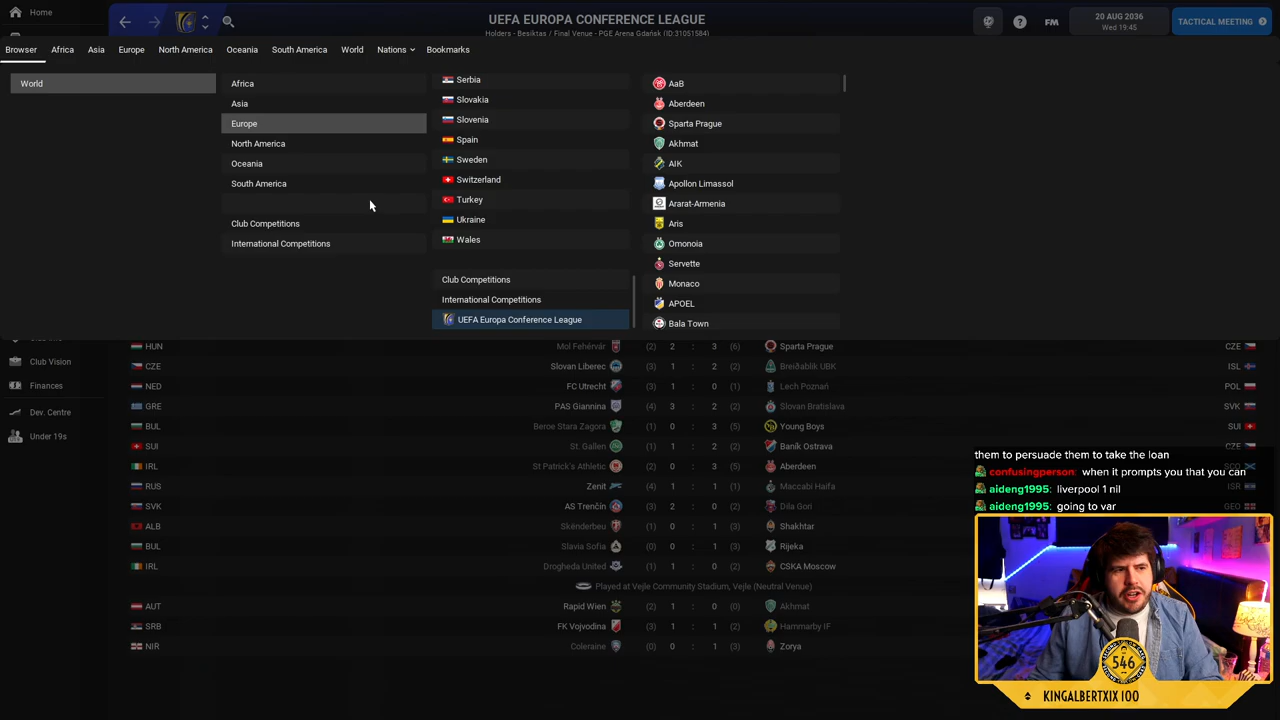 Home
UEFA EUROPA CONFERENCE LEAGUE
Holders - Besiktas / Final Venue - PGE Arena Gdańsk (ID:31051584)
FM
20 AUG 2036
Wed 19:45
TACTICAL MEETING
Browser
Africa
Asia
Europe
North America
Oceania
South America
World
Nations
Bookmarks
World
Africa
Asia
Europe
North America
Oceania
South America
Club Competitions
International Competitions
Serbia
Slovakia
Slovenia
Spain
Sweden
Switzerland
Turkey
Ukraine
Wales
Club Competitions
International Competitions
UEFA Europa Conference League
AaB
Aberdeen
Sparta Prague
Akhmat
AIK
Apollon Limassol
Ararat-Armenia
Aris
Omonoia
Servette
Monaco
APOEL
Bala Town
Club Vision
Finances
Dev. Centre
Under 19s
HUN Mol Fehérvár (2) 2 : 3 (6) Sparta Prague CZE
CZE Slovan Liberec (3) 1 : 2 (2) Breiðablik UBK ISL
NED FC Utrecht (3) 1 : 0 (1) Lech Poznań POL
GRE PAS Giannina (4) 3 : 2 (2) Slovan Bratislava SVK
BUL Beroe Stara Zagora (1) 0 : 3 (5) Young Boys SUI
SUI St. Gallen (1) 1 : 2 (2) Baník Ostrava CZE
IRL St Patrick's Athletic (2) 0 : 3 (3) Aberdeen SCO
RUS Zenit (4) 1 : 1 (1) Maccabi Haifa ISR
SVK AS Trenčín (3) 2 : 0 (2) Dila Gori GEO
ALB Skënderbeu (1) 0 : 1 (3) Shakhtar
BUL Slavia Sofia (0) 0 : 1 (3) Rijeka
IRL Drogheda United (1) 1 : 0 (2) CSKA Moscow
Played at Vejle Community Stadium, Vejle (Neutral Venue)
AUT Rapid Wien (2) 1 : 0 (0) Akhmat
SRB FK Vojvodina (3) 1 : 1 (2) Hammarby IF
NIR Coleraine (0) 0 : 1 (3) Zorya
them to persuade them to take the loan
confusingperson: when it prompts you that you can
aideng1995: liverpool 1 nil
aideng1995: going to var
546
KINGALBERTXIX 100